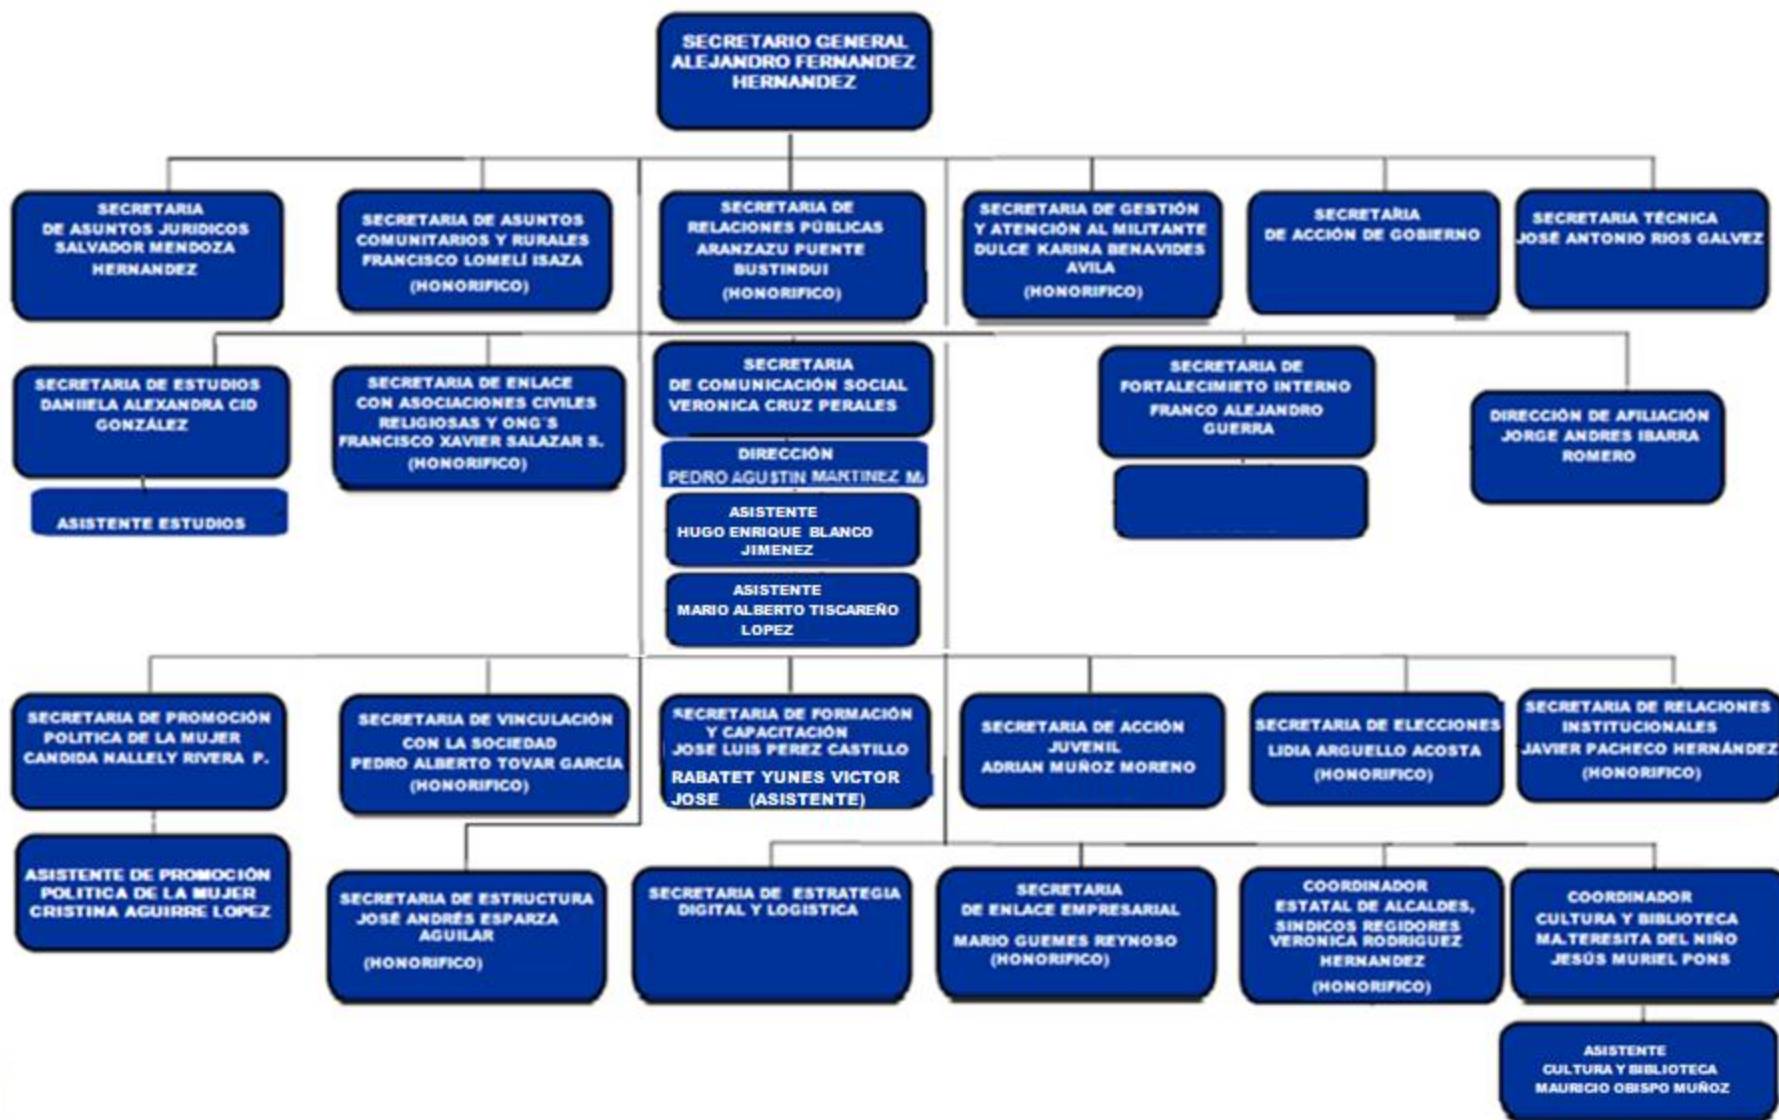 SECRETARIO GENERAL
ALEJANDRO FERNANDEZ
HERNANDEZ
SECRETARIA
DE ASUNTOS JURIDICOS
SALVADOR MENDOZA
HERNANDEZ
SECRETARIA DE ASUNTOS
COMUNITARIOS Y RURALES
FRANCISCO LOMELÍ ISAZA
(HONORIFICO)
SECRETARIA DE
RELACIONES PÚBLICAS
ARANZAZU PUENTE
BUSTINDUI
(HONORIFICO)
SECRETARIA DE GESTIÓN
Y ATENCIÓN AL MILITANTE
DULCE KARINA BENAVIDES
AVILA
(HONORIFICO)
SECRETARIA
DE ACCIÓN DE GOBIERNO
SECRETARIA TÉCNICA
JOSÉ ANTONIO RIOS GALVEZ
SECRETARIA DE ESTUDIOS
DANIIELA ALEXANDRA CID
GONZÁLEZ
ASISTENTE ESTUDIOS
SECRETARIA DE ENLACE
CON ASOCIACIONES CIVILES
RELIGIOSAS Y ONG´S
FRANCISCO XAVIER SALAZAR S.
(HONORIFICO)
SECRETARIA
DE COMUNICACIÓN SOCIAL
VERONICA CRUZ PERALES
DIRECCIÓN
PEDRO AGUSTIN MARTINEZ M
ASISTENTE
HUGO ENRIQUE BLANCO
JIMENEZ
ASISTENTE
MARIO ALBERTO TISCAREÑO
LOPEZ
SECRETARIA DE
FORTALECIMIETO INTERNO
FRANCO ALEJANDRO
GUERRA
DIRECCIÓN DE AFILIACIÓN
JORGE ANDRES IBARRA
ROMERO
SECRETARIA DE PROMOCIÓN
POLITICA DE LA MUJER
CANDIDA NALLELY RIVERA P.
ASISTENTE DE PROMOCIÓN
POLITICA DE LA MUJER
CRISTINA AGUIRRE LOPEZ
SECRETARIA DE VINCULACIÓN
CON LA SOCIEDAD
PEDRO ALBERTO TOVAR GARCÍA
(HONORIFICO)
SECRETARIA DE FORMACIÓN
Y CAPACITACIÓN
JOSE LUIS PEREZ CASTILLO
RABATET YUNES VICTOR
JOSE (ASISTENTE)
SECRETARIA DE ACCIÓN
JUVENIL
ADRIAN MUÑOZ MORENO
SECRETARIA DE ELECCIONES
LIDIA ARGUELLO ACOSTA
(HONORIFICO)
SECRETARIA DE RELACIONES
INSTITUCIONALES
JAVIER PACHECO HERNÁNDEZ
(HONORIFICO)
SECRETARIA DE ESTRUCTURA
JOSÉ ANDRÉS ESPARZA
AGUILAR
(HONORIFICO)
SECRETARIA DE ESTRATEGIA
DIGITAL Y LOGISTICA
SECRETARIA
DE ENLACE EMPRESARIAL
MARIO GUEMES REYNOSO
(HONORIFICO)
COORDINADOR
ESTATAL DE ALCALDES,
SINDICOS REGIDORES
VERONICA RODRIGUEZ
HERNANDEZ
(HONORIFICO)
COORDINADOR
CULTURA Y BIBLIOTECA
MA.TERESITA DEL NIÑO
JESÚS MURIEL PONS
ASISTENTE
CULTURA Y BIBLIOTECA
MAURICIO OBISPO MUÑOZ